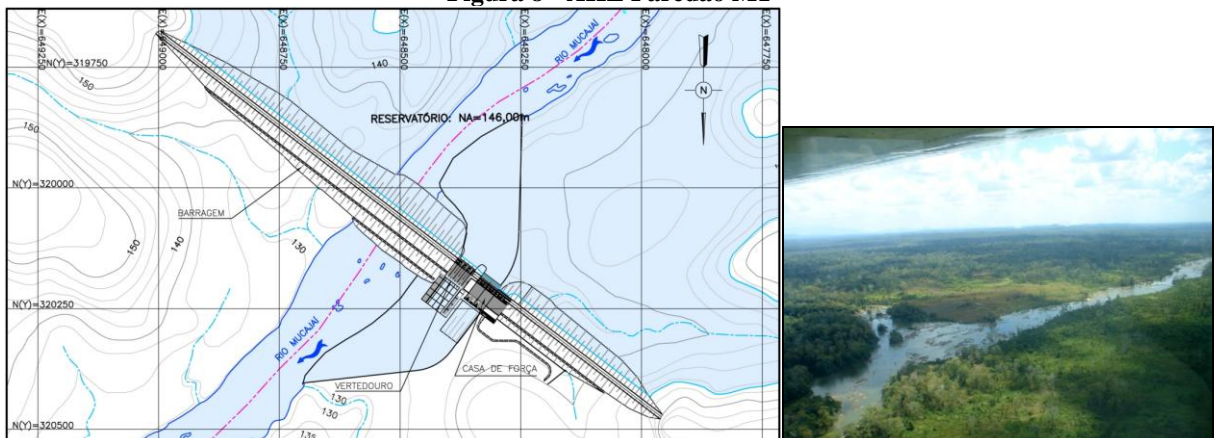 Figura - AHE Paredão M1
E(X)=649250
E(X)=649000
E(X)=648750
E(X)=648500
E(X)=648250
E(X)=648000
E(X)=647750
N(Y)=319750
150
140
RIO MUCAJAÍ
N
150
RESERVATÓRIO: NA=146,00m
N(Y)=320000
BARRAGEM
150
140
130
N(Y)=320250
RIO MUCAJAÍ
CASA DE FORÇA
VERTEDOURO
130
130
N(Y)=320500
135